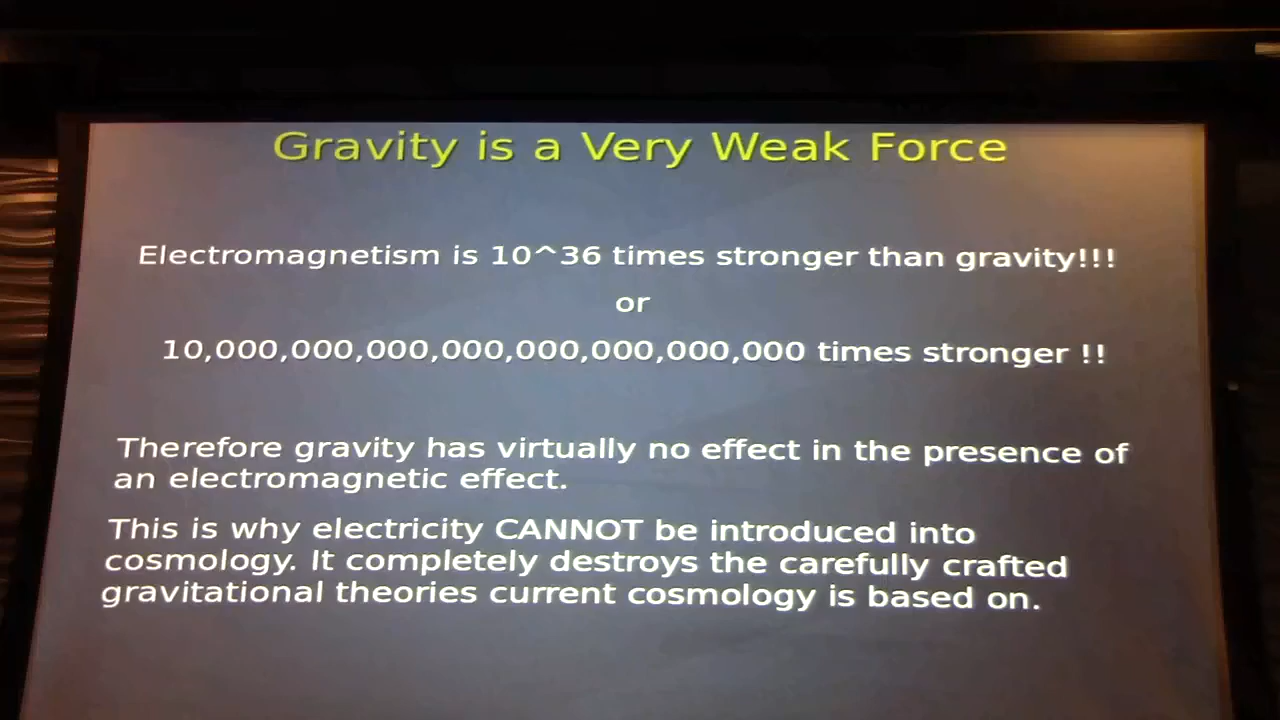 Gravity is a Very Weak Force
Electromagnetism is 10^36 times stronger than gravity!!!
or
10,000,000,000,000,000,000,000,000 times stronger !!
Therefore gravity has virtually no effect in the presence of
an electromagnetic effect.
This is why electricity CANNOT be introduced into
cosmology. It completely destroys the carefully crafted
gravitational theories current cosmology is based on.